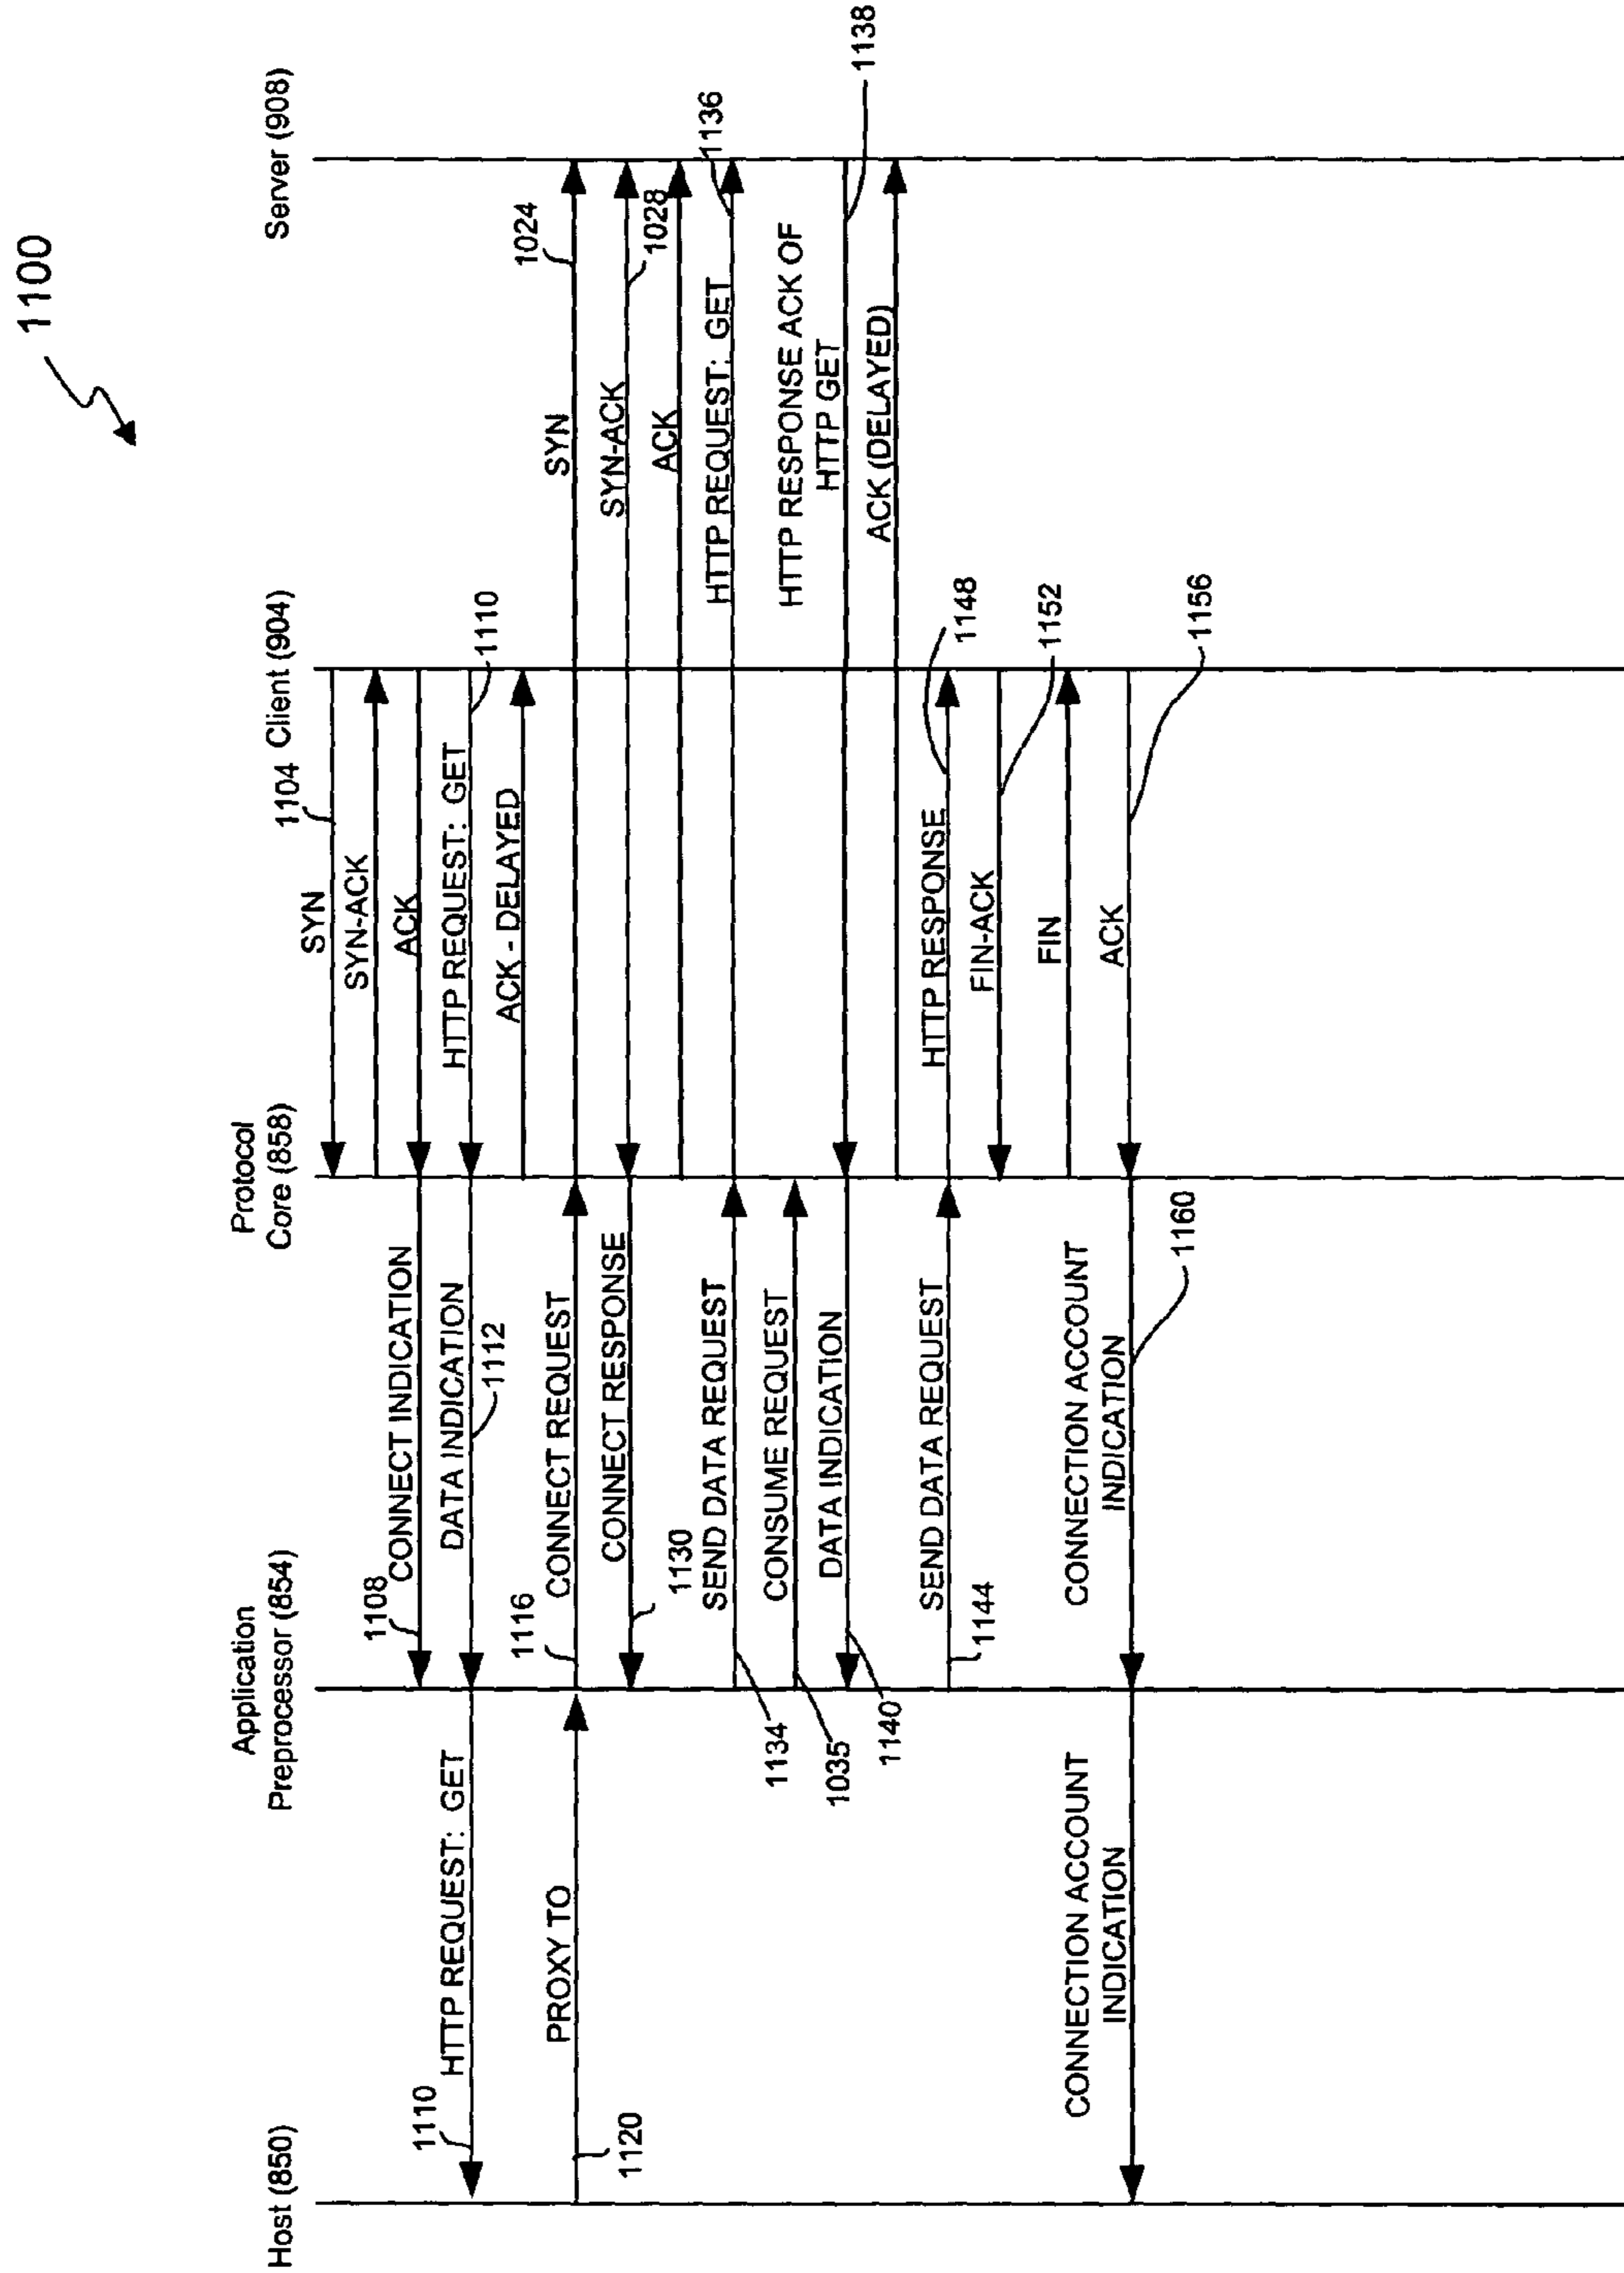 1100
Host (850)
Application
Preprocessor (854)
Protocol
Core (858)
1104
Client (904)
Server (908)
SYN
SYN-ACK
1108
CONNECT INDICATION
ACK
1110
HTTP REQUEST: GET
DATA INDICATION
1112
HTTP REQUEST: GET
1110
ACK - DELAYED
PROXY TO
1120
1116
CONNECT REQUEST
SYN
1024
CONNECT RESPONSE
1130
SYN-ACK
1028
ACK
SEND DATA REQUEST
1134
HTTP REQUEST: GET
1136
CONSUME REQUEST
1035
DATA INDICATION
1140
HTTP RESPONSE ACK OF
HTTP GET
1138
ACK (DELAYED)
SEND DATA REQUEST
1144
HTTP RESPONSE
1148
FIN-ACK
1152
FIN
CONNECTION ACCOUNT
INDICATION
CONNECTION ACCOUNT
INDICATION
1160
ACK
1156